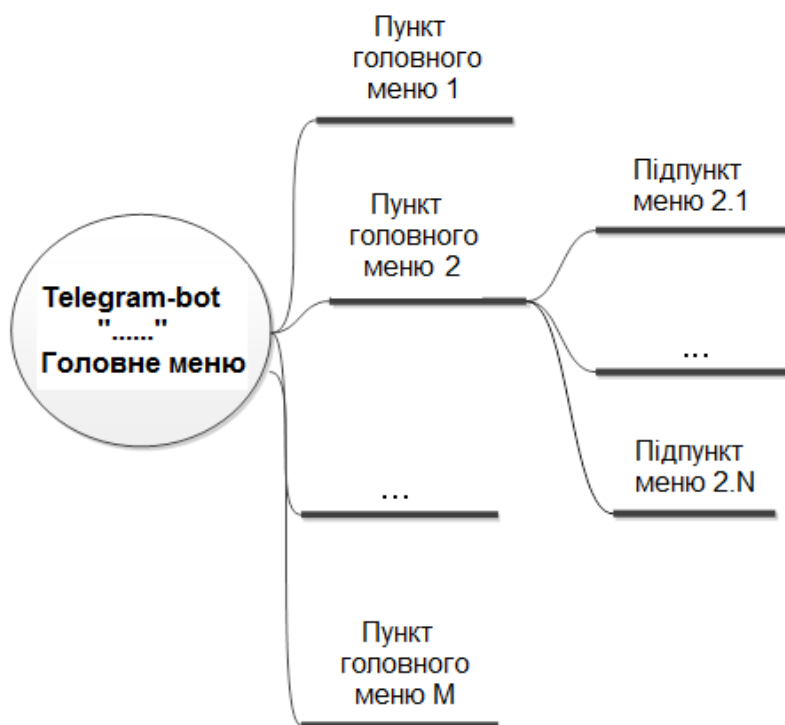 Пункт
головного
меню 1
Підпункт
меню 2.1
Пункт
головного
меню 2
Telegram-bot
"......"
Головне меню
...
Підпункт
меню 2.N
...
Пункт
головного
меню M